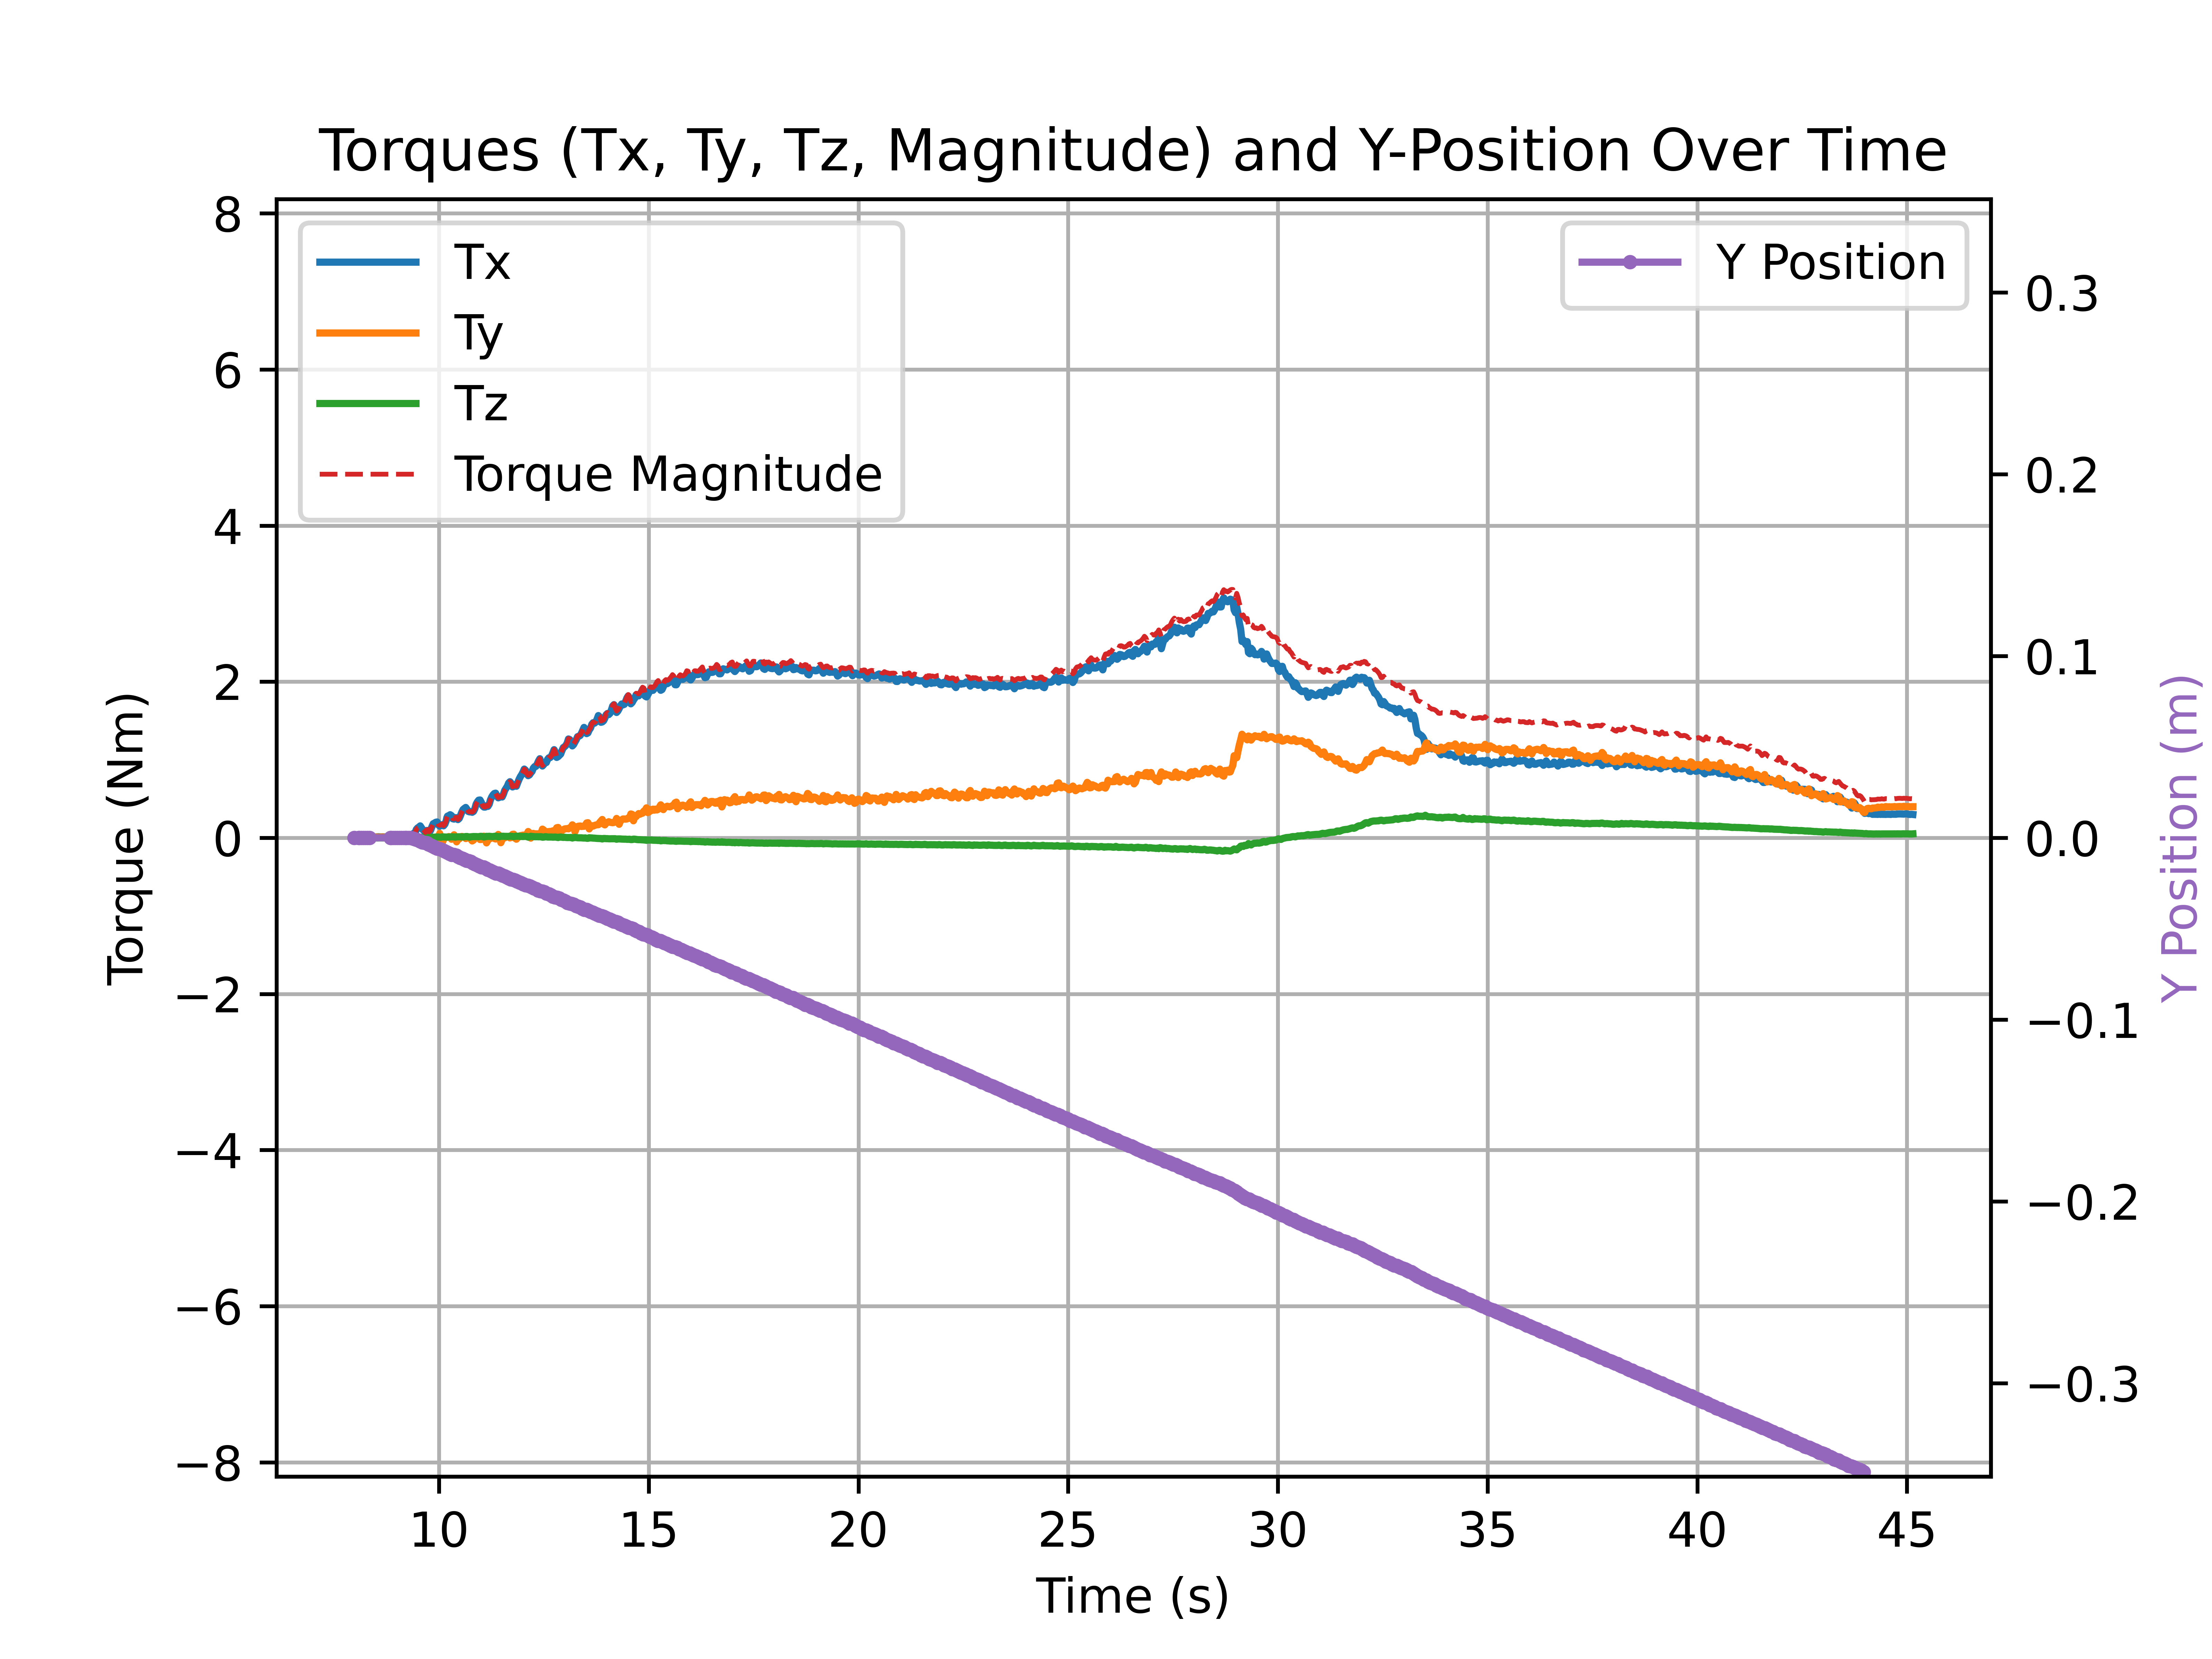 Torques (Tx, Ty, Tz, Magnitude) and Y-Position Over Time
Tx
Ty
Tz
Torque Magnitude
Y Position
8
6
4
2
0
−2
−4
−6
−8
Torque (Nm)
0.3
0.2
0.1
0.0
−0.1
−0.2
−0.3
Y Position (m)
10 15 20 25 30 35 40 45
Time (s)